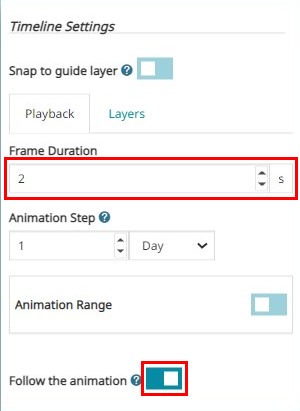 Timeline Settings
Snap to guide layer ?
Playback Layers
Frame Duration
2 s
Animation Step ?
1 Day
Animation Range
Follow the animation ?